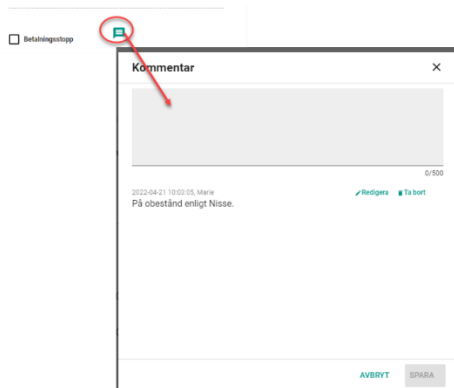 Betalningsstopp
Kommentar
0/500
2022-04-21 10:03:05, Marie
Redigera Ta bort
På obestånd enligt Nisse.
AVBRYT SPARA